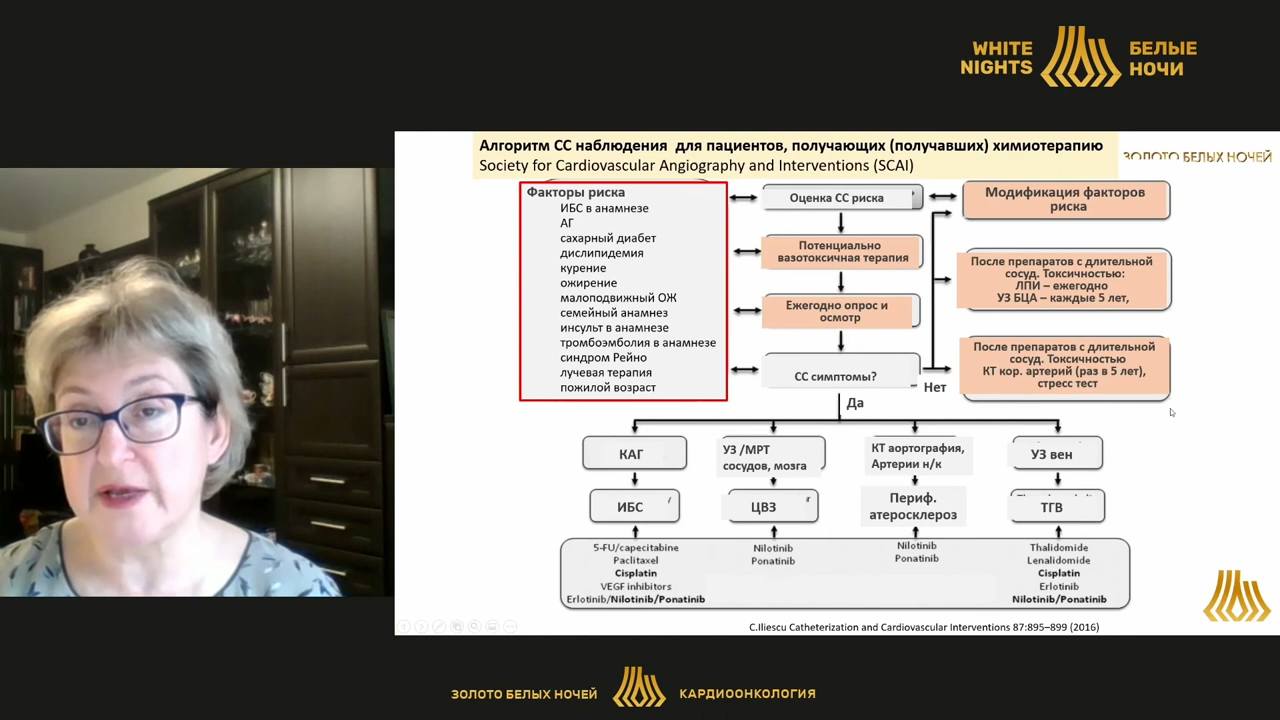 WHITE
NIGHTS
БЕЛЫЕ
НОЧИ
Алгоритм СС наблюдения для пациентов, получающих (получавших) химиотерапию
Society for Cardiovascular Angiography and Interventions (SCAI)
ЗОЛОТО БЕЛЫХ НОЧЕЙ
Факторы риска
ИБС в анамнезе
АГ
сахарный диабет
дислипидемия
курение
ожирение
малоподвижный ОЖ
семейный анамнез
инсульт в анамнезе
тромбоэмболия в анамнезе
синдром Рейно
лучевая терапия
пожилой возраст
Оценка СС риска
Потенциально
вазотоксичная терапия
Ежегодно опрос и
осмотр
СС симптомы?
Модификация факторов
риска
После препаратов с длительной
сосуд. Токсичностью:
ЛПИ – ежегодно
УЗ БЦА – каждые 5 лет,
После препаратов с длительной
сосуд. Токсичностью
КТ кор. артерий (раз в 5 лет),
стресс тест
Нет
Да
КАГ
УЗ /МРТ
сосудов, мозга
КТ аортография,
Артерии н/к
УЗ вен
ИБС
ЦВЗ
Периф.
атеросклероз
ТГВ
5-FU/capecitabine
Paclitaxel
Cisplatin
VEGF inhibitors
Erlotinib/Nilotinib/Ponatinib
Nilotinib
Ponatinib
Nilotinib
Ponatinib
Thalidomide
Lenalidomide
Cisplatin
Erlotinib
Nilotinib/Ponatinib
C.Iliescu Catheterization and Cardiovascular Interventions 87:895–899 (2016)
ЗОЛОТО БЕЛЫХ НОЧЕЙ
КАРДИООНКОЛОГИЯ